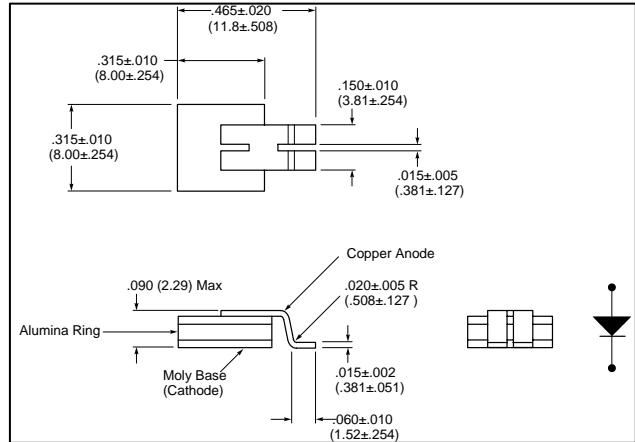 .465±.020
(11.8±.508)
.315±.010
(8.00±.254)
.150±.010
(3.81±.254)
.315±.010
(8.00±.254)
.015±.005
(.381±.127)
Copper Anode
.090 (2.29) Max
.020±.005 R
(.508±.127 )
Alumina Ring
Moly Base
(Cathode)
.015±.002
(.381±.051)
.060±.010
(1.52±.254)